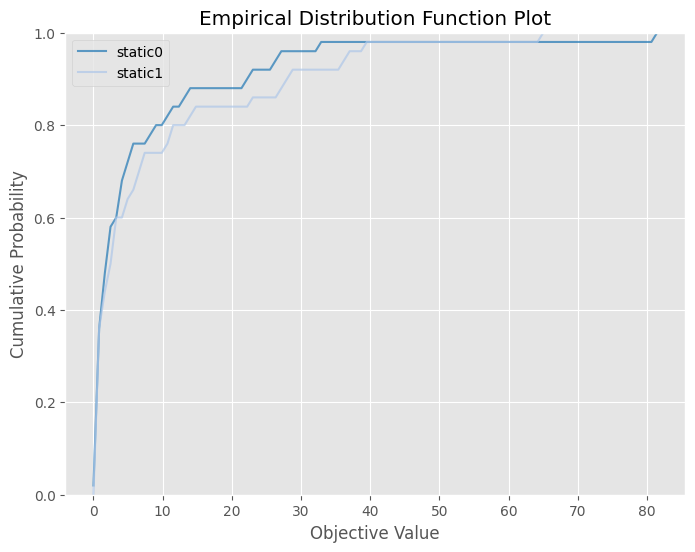 Empirical Distribution Function Plot
static0
static1
1.0
0.8
0.6
0.4
0.2
0.0
Cumulative Probability
0 10 20 30 40 50 60 70 80
Objective Value